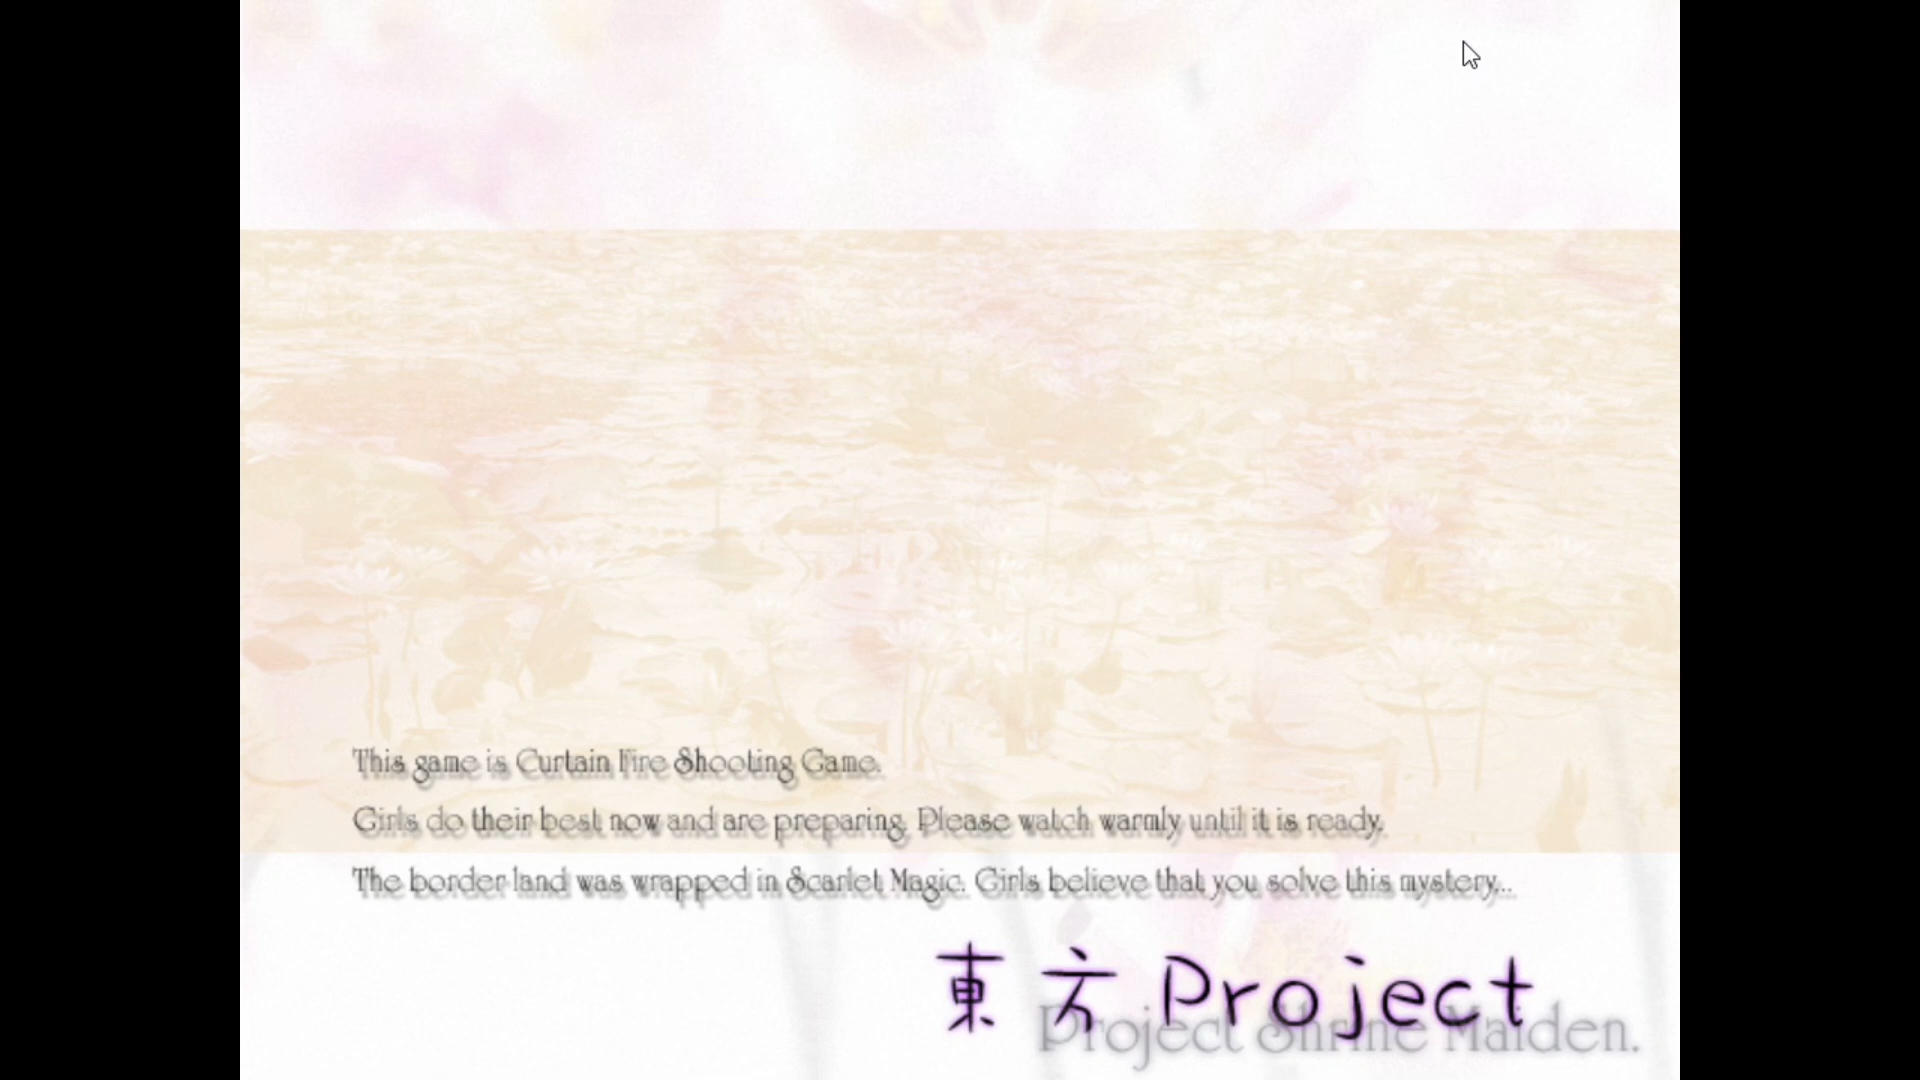 This game is Curtain Fire Shooting Game.
Girls do their best now and are preparing. Please watch warmly until it is ready.
The border land was wrapped in Scarlet Magic. Girls believe that you solve this mystery...
東方Project
Project Shrine Maiden.